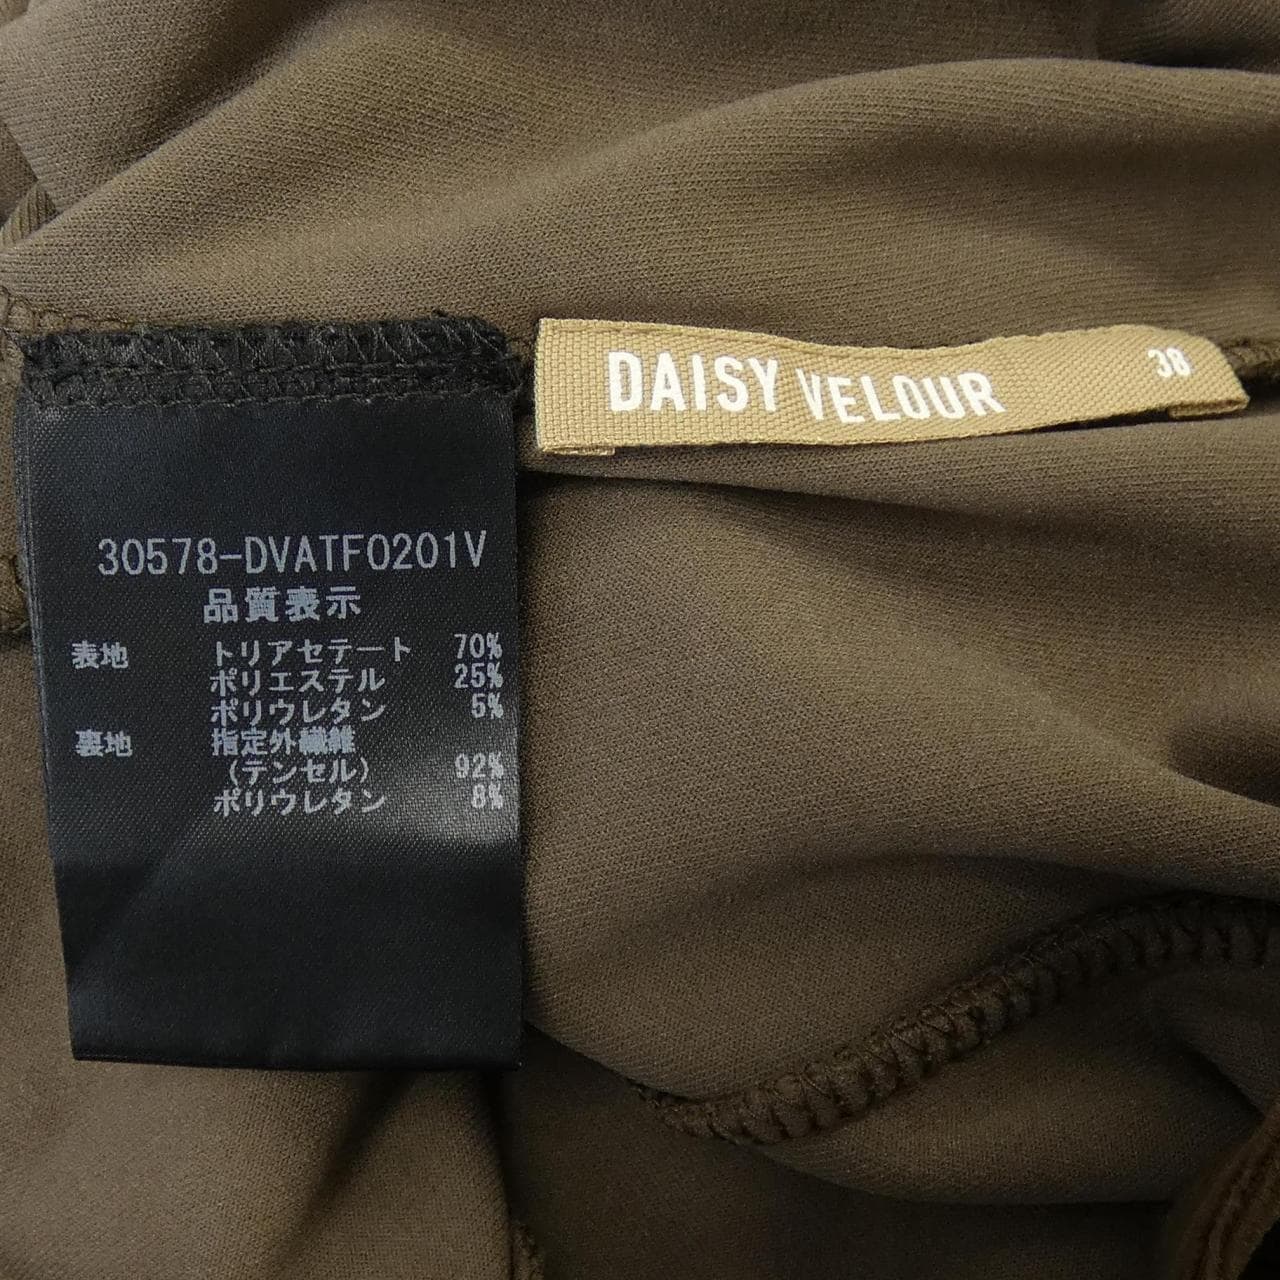 DAISY VELOUR 38
30578-DVATF0201V
品質表示
表地 トリアセテート 70%
ポリエステル 25%
ポリウレタン 5%
裏地 指定外繊維
(テンセル) 92%
ポリウレタン 8%